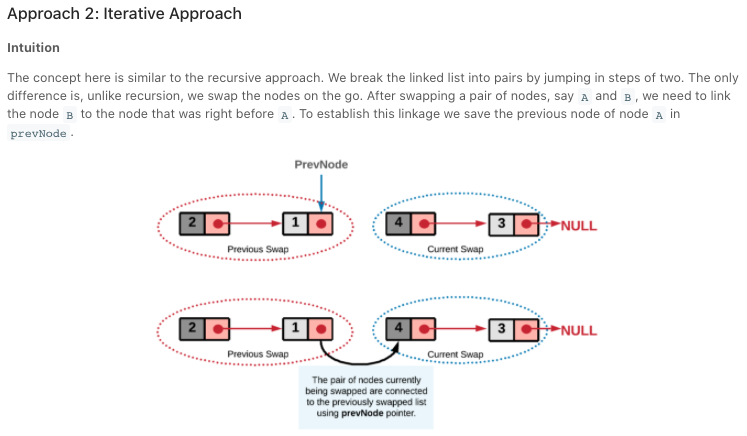 Approach 2: Iterative Approach
Intuition
The concept here is similar to the recursive approach. We break the linked list into pairs by jumping in steps of two. The only
difference is, unlike recursion, we swap the nodes on the go. After swapping a pair of nodes, say A and B, we need to link
the node B to the node that was right before A. To establish this linkage we save the previous node of node A in
prevNode.
PrevNode
2 1 4 3 NULL
Previous Swap Current Swap
2 1 4 3 NULL
Previous Swap Current Swap
The pair of nodes currently
being swapped are connected
to the previously swapped list
using prevNode pointer.